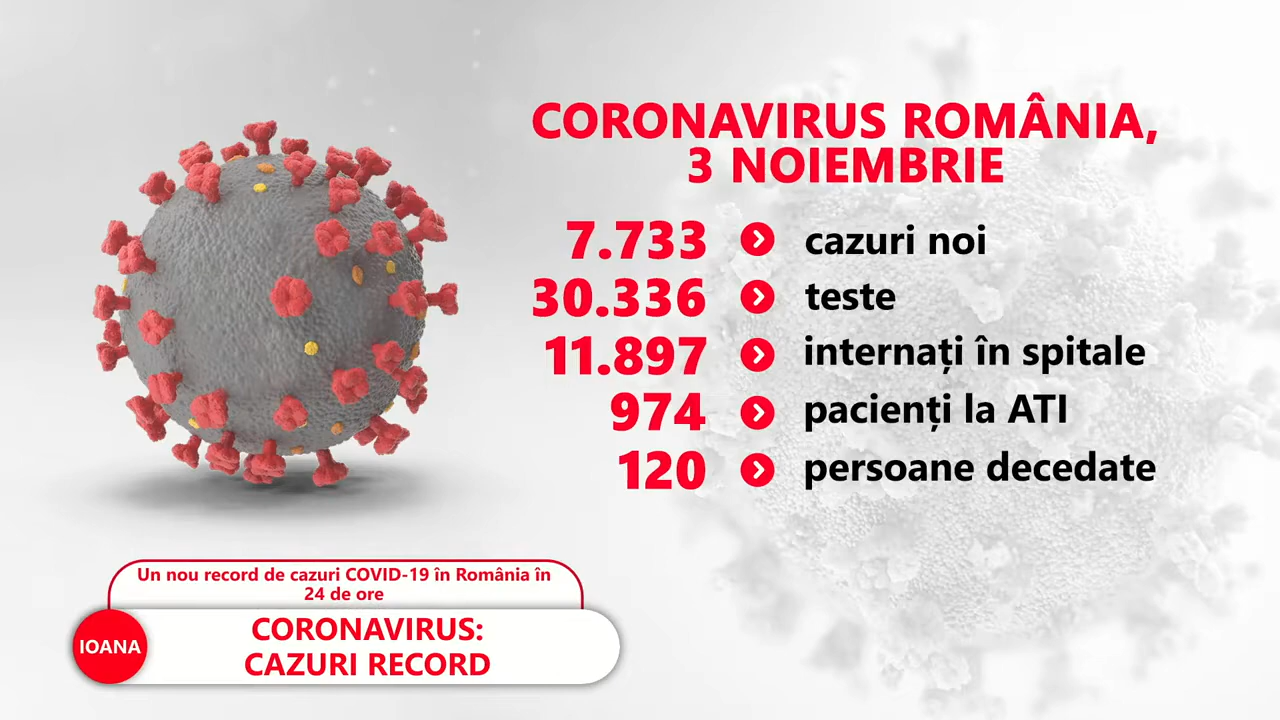 CORONAVIRUS ROMÂNIA,
3 NOIEMBRIE
7.733 cazuri noi
30.336 teste
11.897 internați în spitale
974 pacienți la ATI
120 persoane decedate
Un nou record de cazuri COVID-19 în România în
24 de ore
IOANA
CORONAVIRUS:
CAZURI RECORD